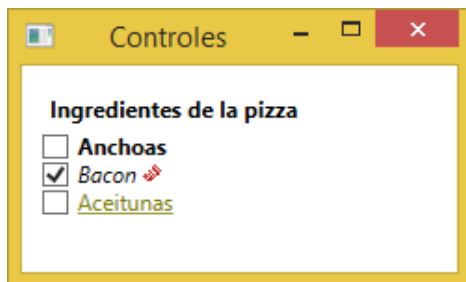 Controles
Ingredientes de la pizza
Anchoas
Bacon
Aceitunas